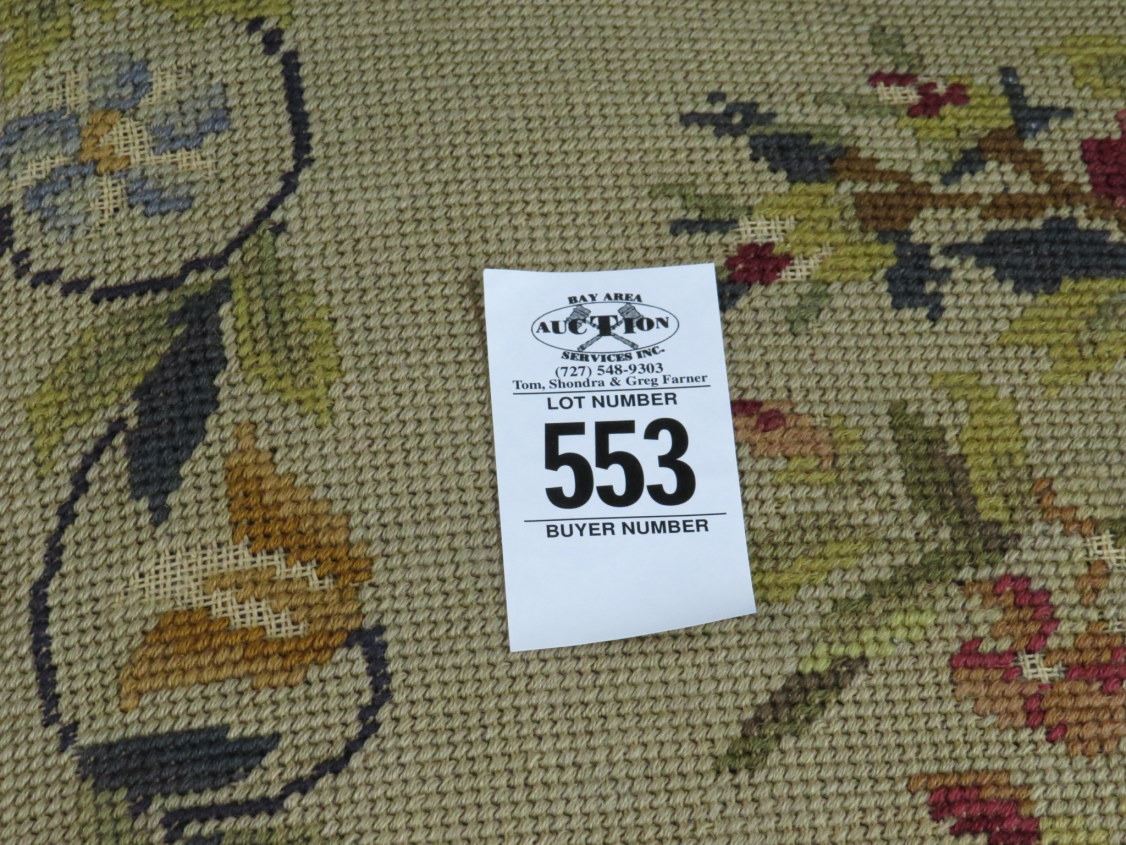 BAY AREA
AUCTION
SERVICES INC.
(727) 548-9303
Tom, Shondra & Greg Farner
LOT NUMBER
553
BUYER NUMBER